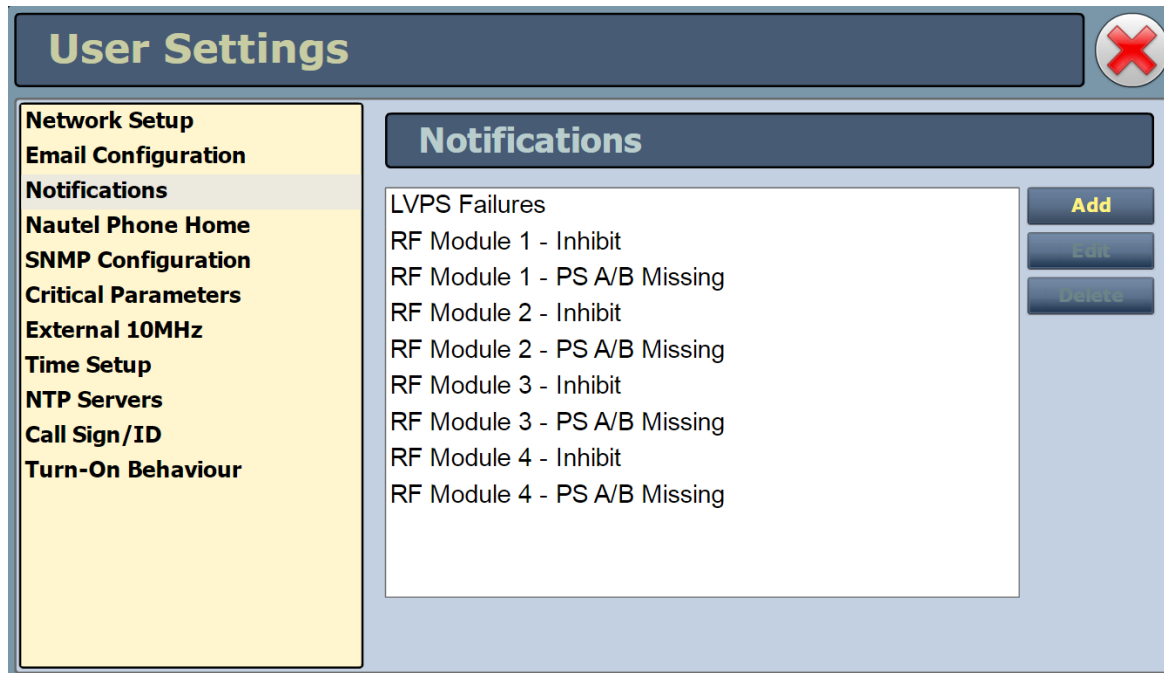 User Settings
Network Setup
Email Configuration
Notifications
Nautel Phone Home
SNMP Configuration
Critical Parameters
External 10MHz
Time Setup
NTP Servers
Call Sign/ID
Turn-On Behaviour
Notifications
LVPS Failures
RF Module 1 - Inhibit
RF Module 1 - PS A/B Missing
RF Module 2 - Inhibit
RF Module 2 - PS A/B Missing
RF Module 3 - Inhibit
RF Module 3 - PS A/B Missing
RF Module 4 - Inhibit
RF Module 4 - PS A/B Missing
Add
Edit
Delete